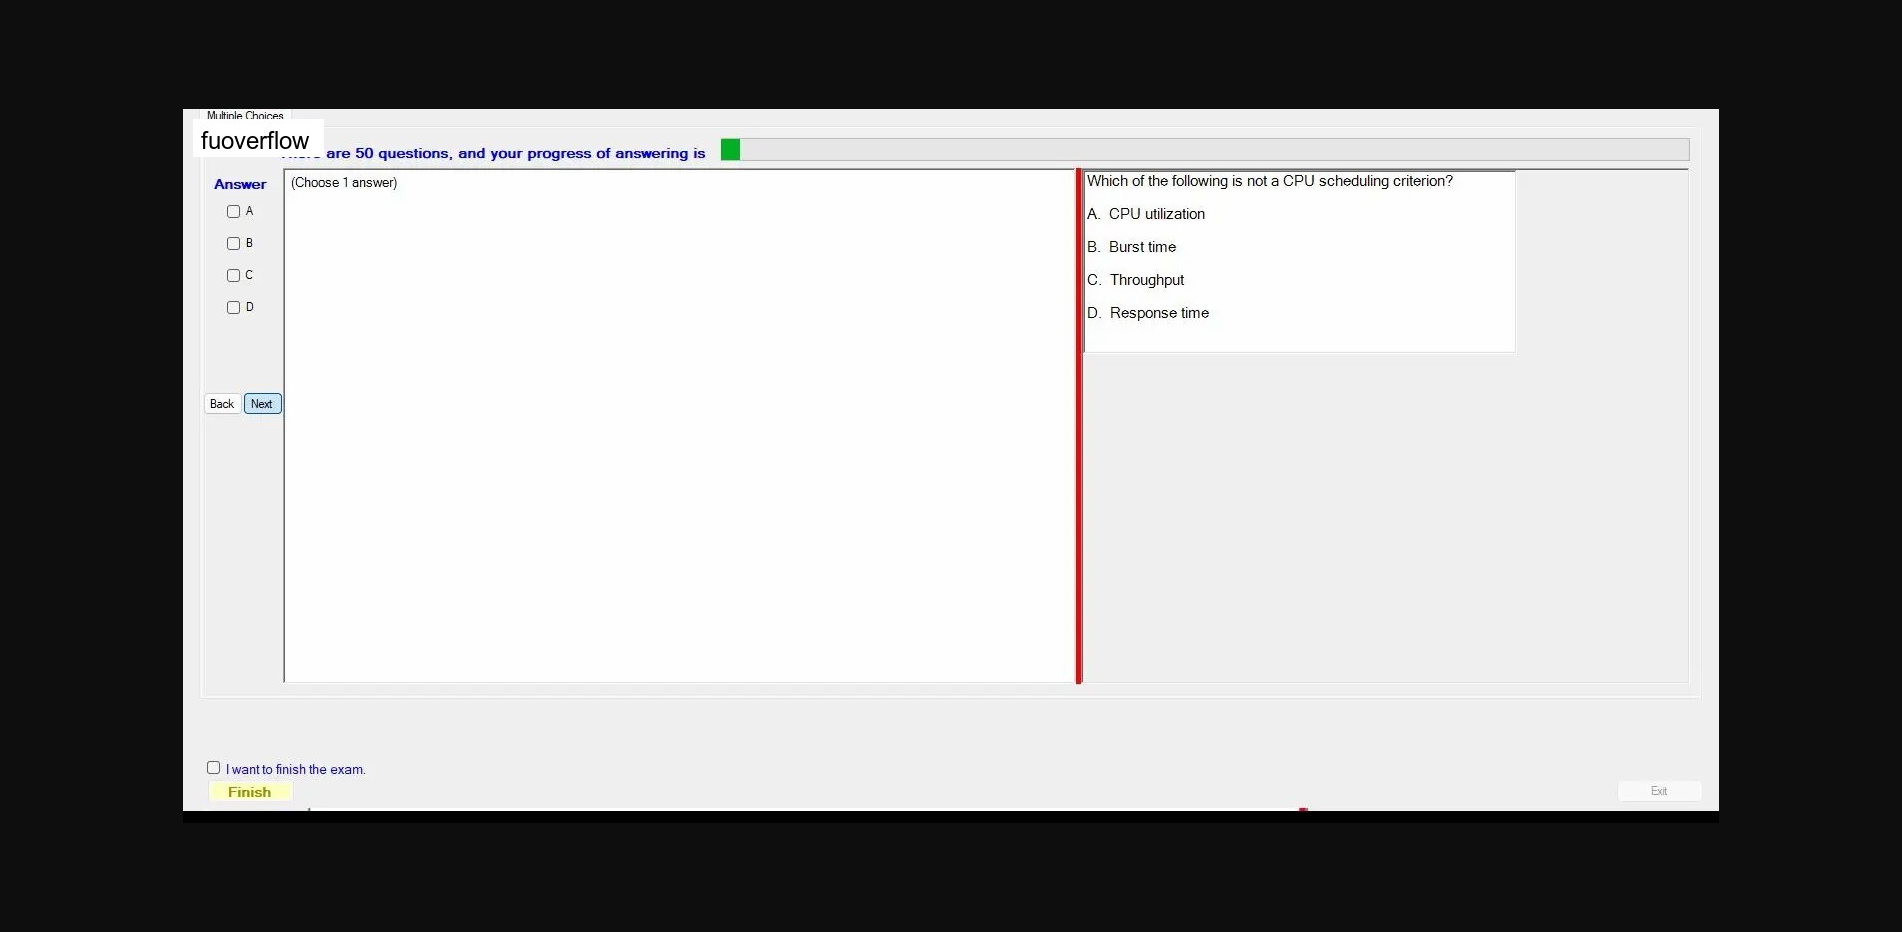 Multiple Choices
fuoverflow
are 50 questions, and your progress of answering is
Answer
(Choose 1 answer)
A
B
C
D
Back Next
Which of the following is not a CPU scheduling criterion?
A. CPU utilization
B. Burst time
C. Throughput
D. Response time
I want to finish the exam.
Finish
Exit